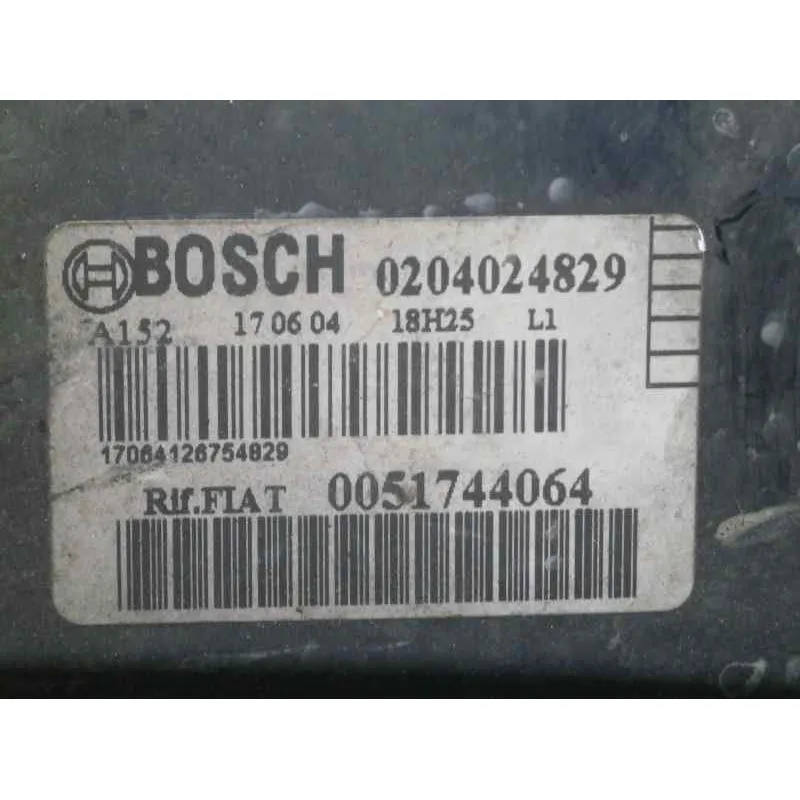 BOSCH 0204024829
A152 17 06 04 18H25 L1
17064126754829
Rif.FIAT 0051744064